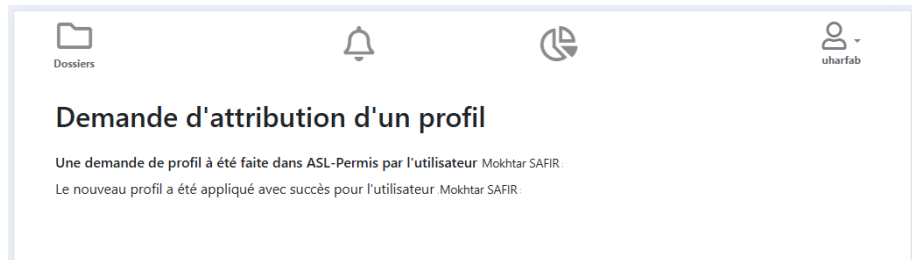 Dossiers
uharfab
Demande d'attribution d'un profil
Une demande de profil à été faite dans ASL-Permis par l'utilisateur Mokhtar SAFIR
Le nouveau profil a été appliqué avec succès pour l'utilisateur Mokhtar SAFIR